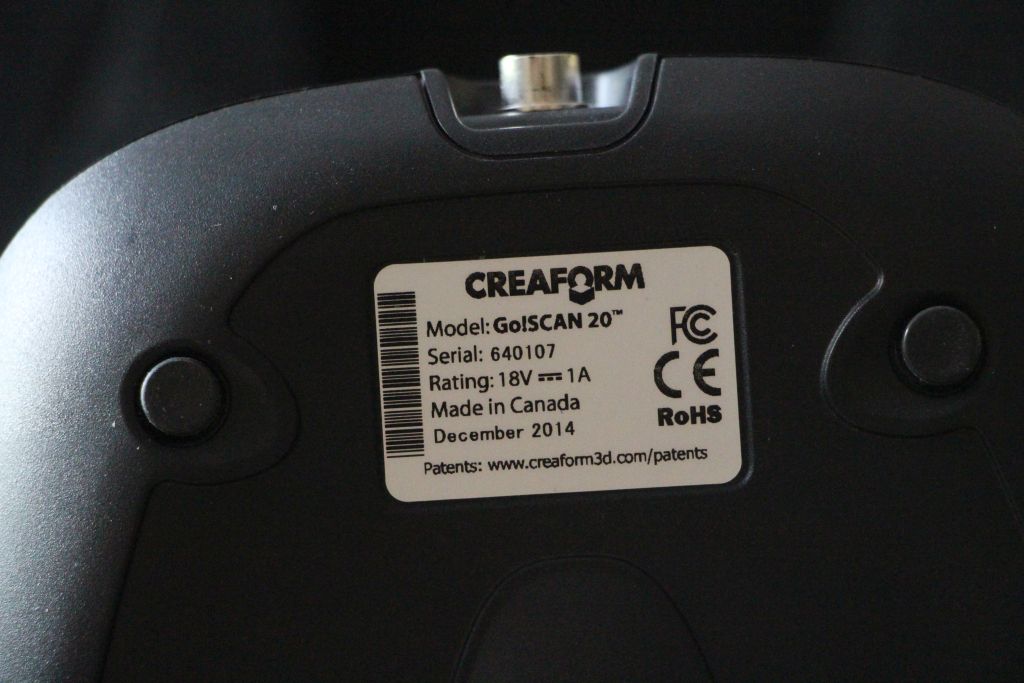 CREAFORM
Model: Go!SCAN 20™
Serial: 640107
Rating: 18V ⎓ 1A
Made in Canada
December 2014
FC
CE
RoHS
Patents: www.creaform3d.com/patents